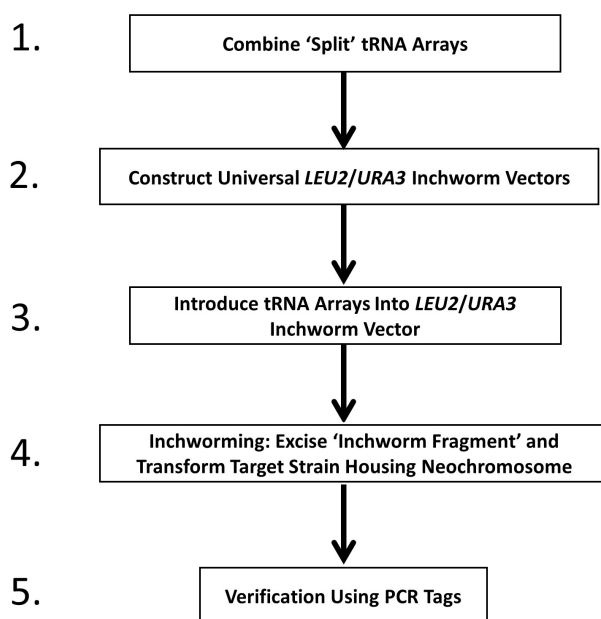 1.
Combine ‘Split’ tRNA Arrays
2.
Construct Universal LEU2/URA3 Inchworm Vectors
3.
Introduce tRNA Arrays Into LEU2/URA3
Inchworm Vector
4.
Inchworming: Excise ‘Inchworm Fragment’ and
Transform Target Strain Housing Neochromosome
5.
Verification Using PCR Tags